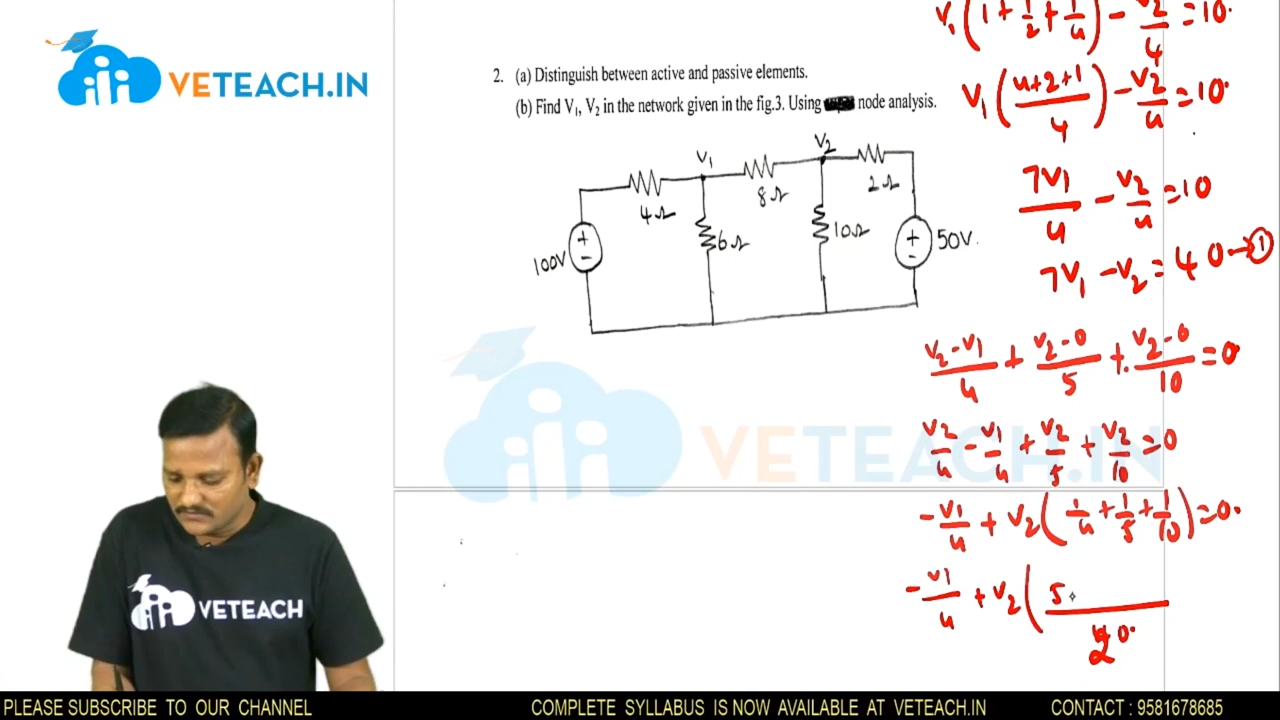 VETEACH.IN
2. (a) Distinguish between active and passive elements.
(b) Find V₁, V₂ in the network given in the fig.3. Using node analysis.
V₁
V₂
4Ω
8Ω
2Ω
6Ω
10Ω
100V
50V.
+
-
+
-
V₁(1 + 1/2 + 1/4) - V₂/4 = 10.
V₁((4+2+1)/4) - V₂/4 = 10.
7V₁/4 - V₂/4 = 10
7V₁ - V₂ = 40 → ①
(V₂-V₁)/4 + (V₂-0)/5 + (V₂-0)/10 = 0
V₂/4 - V₁/4 + V₂/5 + V₂/10 = 0
-V₁/4 + V₂(1/4 + 1/5 + 1/10) = 0.
-V₁/4 + V₂(5 /20
VETEACH.IN
VETEACH
PLEASE SUBSCRIBE TO OUR CHANNEL
COMPLETE SYLLABUS IS NOW AVAILABLE AT VETEACH.IN
CONTACT : 9581678685